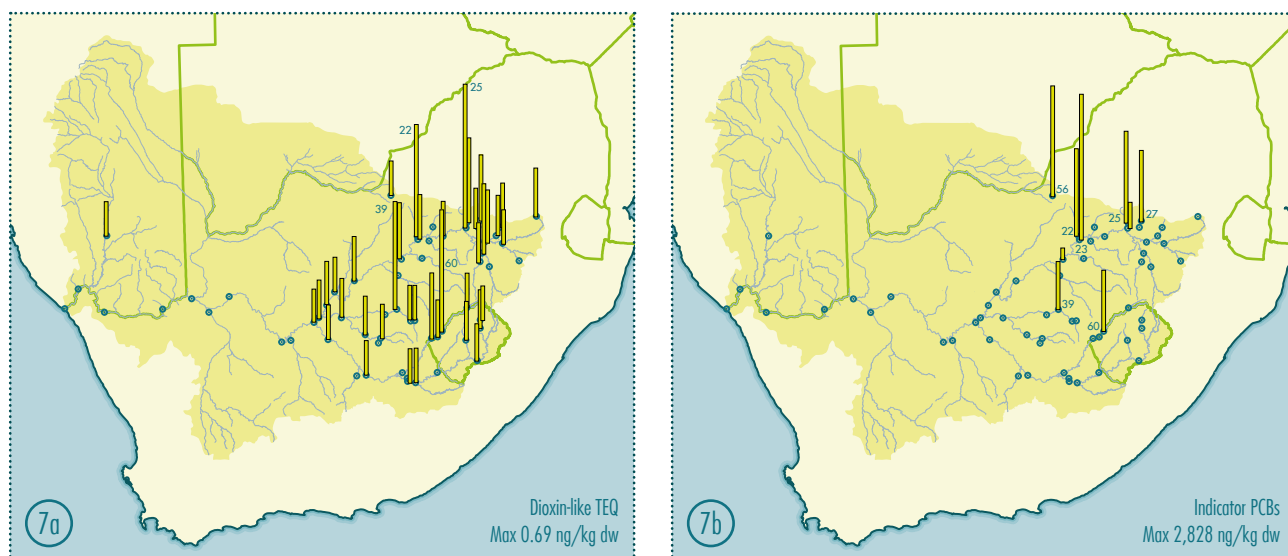 25
22
39
60
7a
Dioxin-like TEQ
Max 0.69 ng/kg dw
56
25
27
22
23
39
60
7b
Indicator PCBs
Max 2,828 ng/kg dw